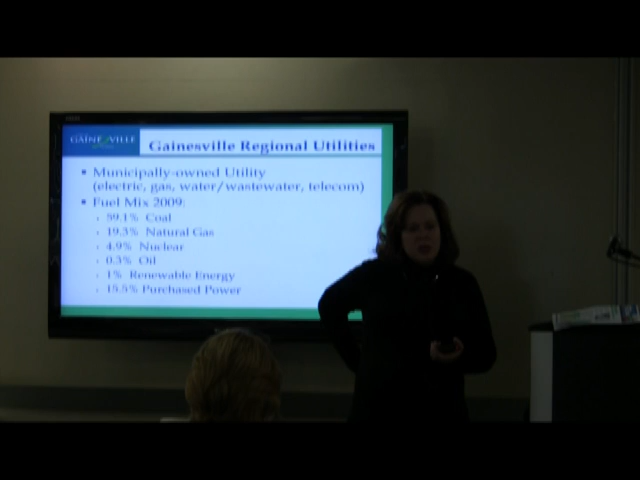 GAINESVILLE
Gainesville Regional Utilities
Municipally-owned Utility
(electric, gas, water/wastewater, telecom)
Fuel Mix 2009:
59.1% Coal
19.3% Natural Gas
4.9% Nuclear
0.3% Oil
1% Renewable Energy
15.5% Purchased Power